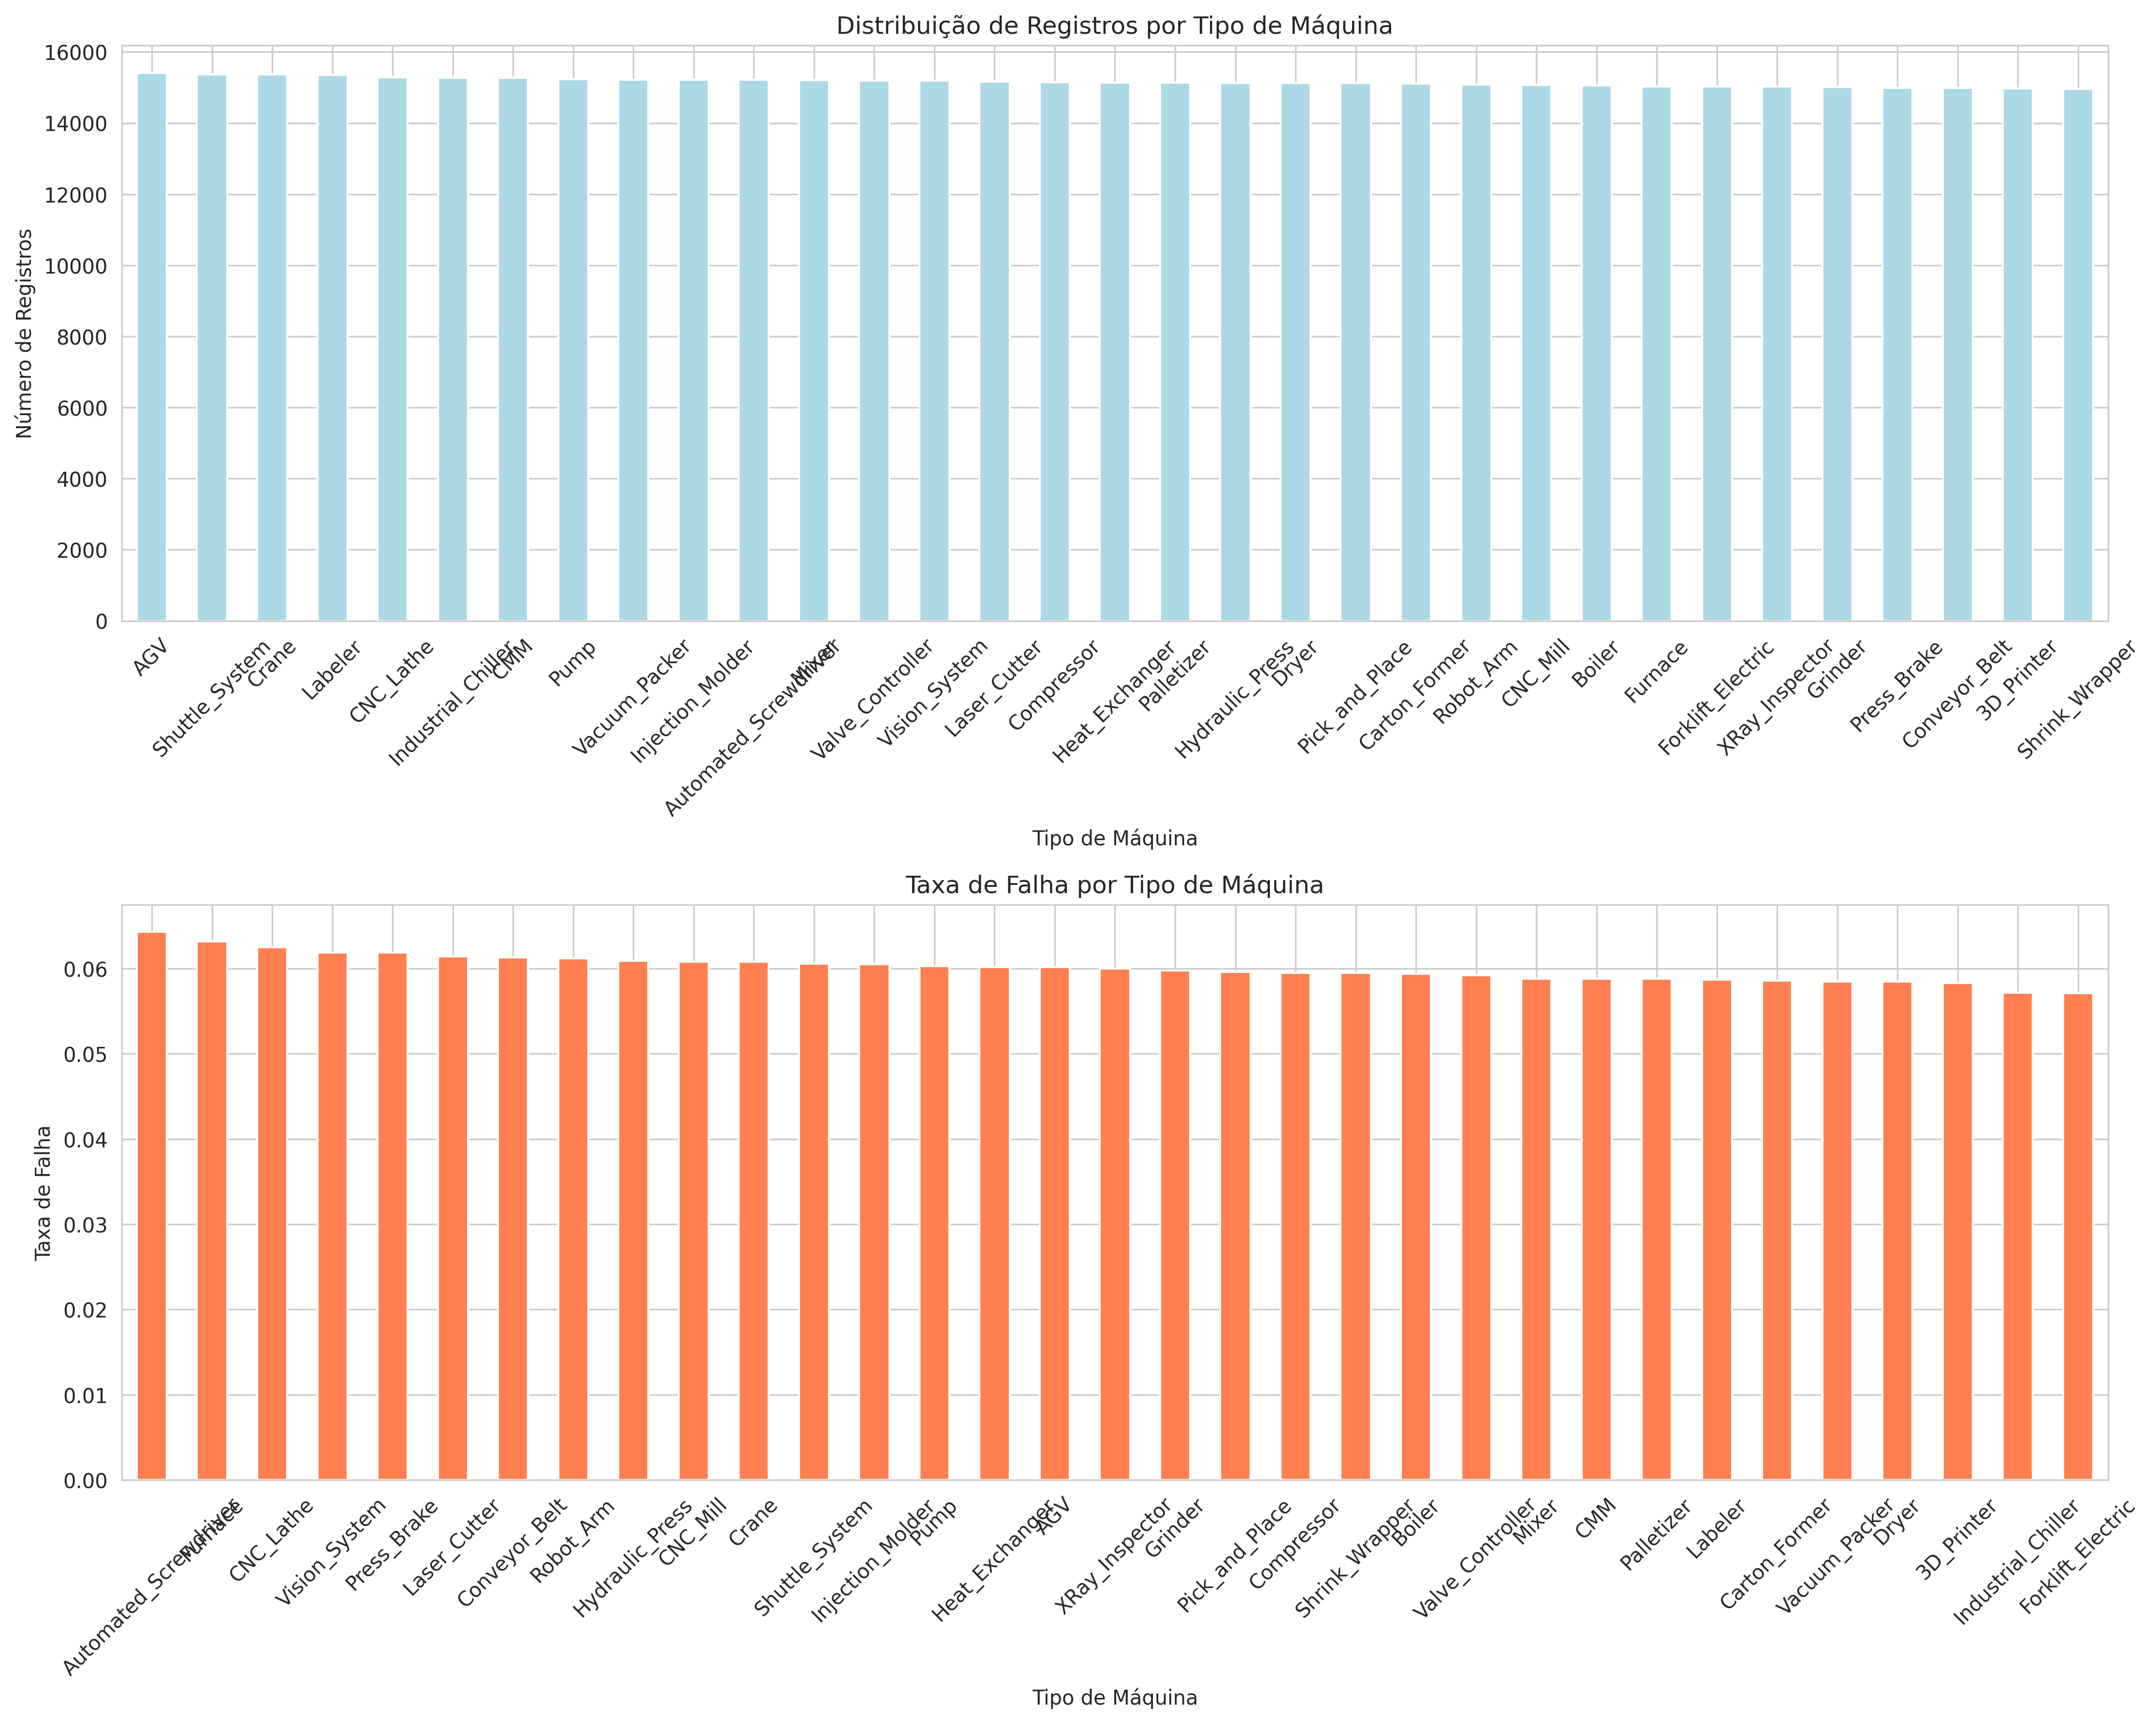 Distribuição de Registros por Tipo de Máquina
16000
14000
12000
10000
8000
6000
4000
2000
0
Número de Registros
AGV
Shuttle_System
Crane
Labeler
CNC_Lathe
Industrial_Chiller
CMM
Pump
Vacuum_Packer
Injection_Molder
Automated_Screwdriver
Mixer
Valve_Controller
Vision_System
Laser_Cutter
Compressor
Heat_Exchanger
Palletizer
Hydraulic_Press
Dryer
Pick_and_Place
Carton_Former
Robot_Arm
CNC_Mill
Boiler
Furnace
Forklift_Electric
XRay_Inspector
Grinder
Press_Brake
Conveyor_Belt
3D_Printer
Shrink_Wrapper
Tipo de Máquina
Taxa de Falha por Tipo de Máquina
0.06
0.05
0.04
0.03
0.02
0.01
0.00
Taxa de Falha
Automated_Screwdriver
Furnace
CNC_Lathe
Vision_System
Press_Brake
Laser_Cutter
Conveyor_Belt
Robot_Arm
Hydraulic_Press
CNC_Mill
Crane
Shuttle_System
Injection_Molder
Pump
Heat_Exchanger
AGV
XRay_Inspector
Grinder
Pick_and_Place
Compressor
Shrink_Wrapper
Boiler
Valve_Controller
Mixer
CMM
Palletizer
Labeler
Carton_Former
Vacuum_Packer
Dryer
3D_Printer
Industrial_Chiller
Forklift_Electric
Tipo de Máquina